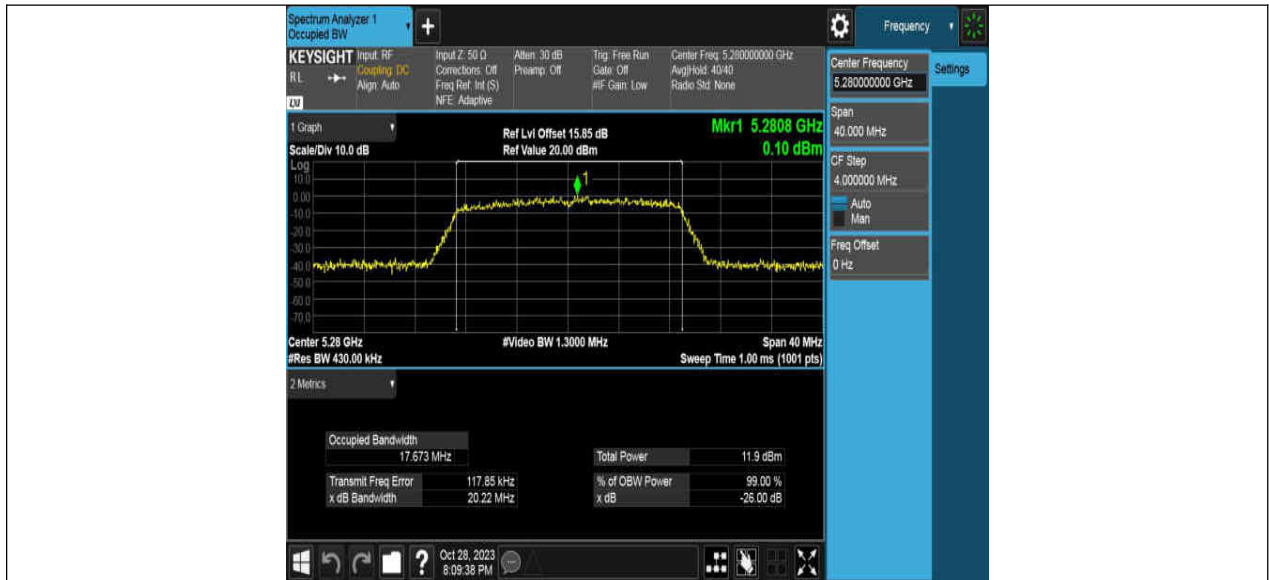 Spectrum Analyzer 1
Occupied BW
+
Frequency
KEYSIGHT Input: RF
RL
Coupling: DC
Align: Auto
LXI
Input Z: 50 Ω
Corrections: Off
Freq Ref: Int (S)
NFE: Adaptive
Atten: 30 dB
Preamp: Off
Trig: Free Run
Gate: Off
#IF Gain: Low
Center Freq: 5.280000000 GHz
Avg|Hold: 40/40
Radio Std: None
Center Frequency
5.280000000 GHz
Settings
Span
40.000 MHz
CF Step
4.000000 MHz
Auto
Man
Freq Offset
0 Hz
1 Graph
Scale/Div 10.0 dB
Ref Lvl Offset 15.85 dB
Ref Value 20.00 dBm
Mkr1 5.2808 GHz
0.10 dBm
Log
10.0
0.00
-10.0
-20.0
-30.0
-40.0
-50.0
-60.0
-70.0
1
Center 5.28 GHz
#Res BW 430.00 kHz
#Video BW 1.3000 MHz
Span 40 MHz
Sweep Time 1.00 ms (1001 pts)
2 Metrics
Occupied Bandwidth
17.673 MHz
Total Power 11.9 dBm
Transmit Freq Error 117.85 kHz
% of OBW Power 99.00 %
x dB Bandwidth 20.22 MHz
x dB -26.00 dB
?
Oct 28, 2023
8:09:38 PM